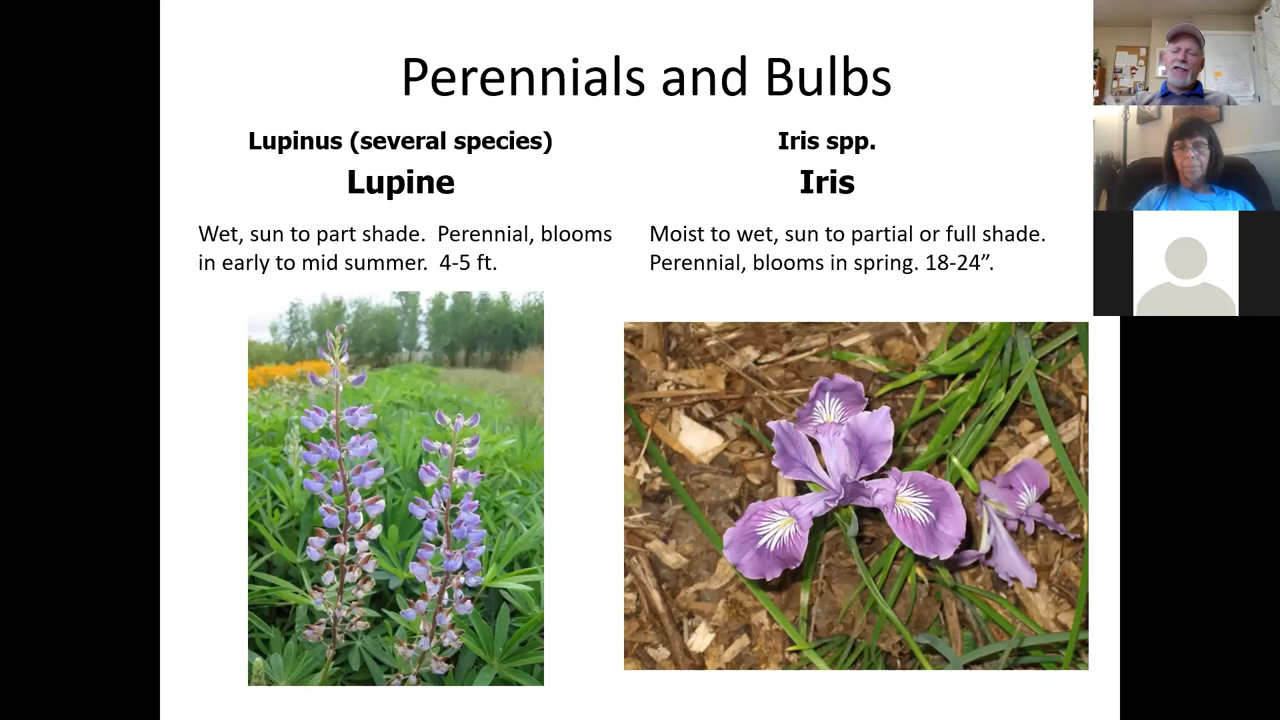 Perennials and Bulbs
Lupinus (several species)
Lupine
Wet, sun to part shade.  Perennial, blooms
in early to mid summer.  4-5 ft.
Iris spp.
Iris
Moist to wet, sun to partial or full shade.
Perennial, blooms in spring. 18-24”.